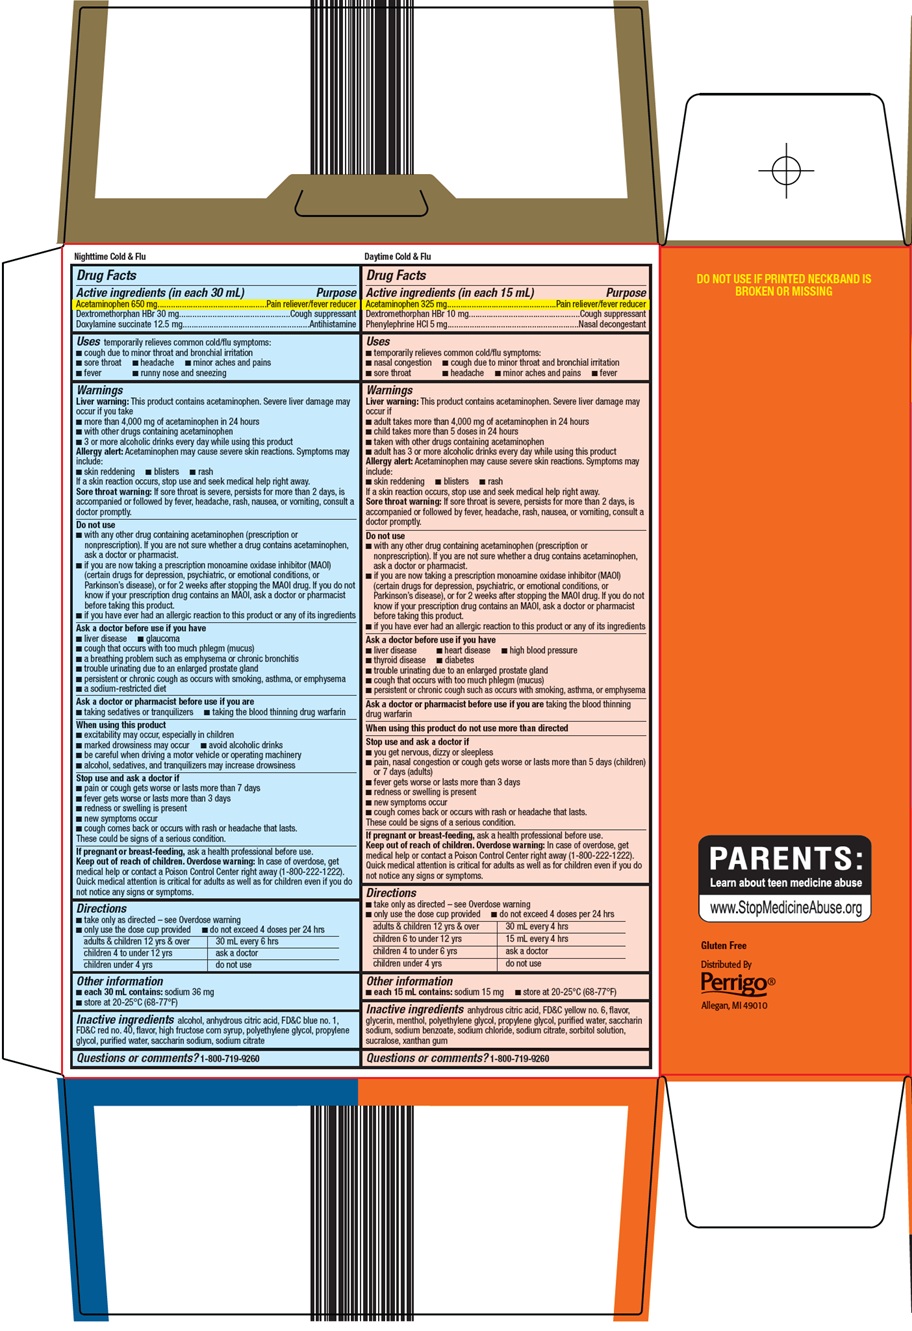 Nighttime Cold & Flu
Drug Facts
Active ingredients (in each 30 mL) Purpose
Acetaminophen 650 mg......Pain reliever/fever reducer
Dextromethorphan HBr 30 mg......Cough suppressant
Doxylamine succinate 12.5 mg......Antihistamine
Uses temporarily relieves common cold/flu symptoms:
■ cough due to minor throat and bronchial irritation
■ sore throat ■ headache ■ minor aches and pains
■ fever ■ runny nose and sneezing
Warnings
Liver warning: This product contains acetaminophen. Severe liver damage may
occur if you take
■ more than 4,000 mg of acetaminophen in 24 hours
■ with other drugs containing acetaminophen
■ 3 or more alcoholic drinks every day while using this product
Allergy alert: Acetaminophen may cause severe skin reactions. Symptoms may
include:
■ skin reddening ■ blisters ■ rash
If a skin reaction occurs, stop use and seek medical help right away.
Sore throat warning: If sore throat is severe, persists for more than 2 days, is
accompanied or followed by fever, headache, rash, nausea, or vomiting, consult a
doctor promptly.
Do not use
■ with any other drug containing acetaminophen (prescription or
nonprescription). If you are not sure whether a drug contains acetaminophen,
ask a doctor or pharmacist.
■ if you are now taking a prescription monoamine oxidase inhibitor (MAOI)
(certain drugs for depression, psychiatric, or emotional conditions, or
Parkinson's disease), or for 2 weeks after stopping the MAOI drug. If you do not
know if your prescription drug contains an MAOI, ask a doctor or pharmacist
before taking this product.
■ if you have ever had an allergic reaction to this product or any of its ingredients
Ask a doctor before use if you have
■ liver disease ■ glaucoma
■ cough that occurs with too much phlegm (mucus)
■ a breathing problem such as emphysema or chronic bronchitis
■ trouble urinating due to an enlarged prostate gland
■ persistent or chronic cough as occurs with smoking, asthma, or emphysema
■ a sodium-restricted diet
Ask a doctor or pharmacist before use if you are
■ taking sedatives or tranquilizers ■ taking the blood thinning drug warfarin
When using this product
■ excitability may occur, especially in children
■ marked drowsiness may occur ■ avoid alcoholic drinks
■ be careful when driving a motor vehicle or operating machinery
■ alcohol, sedatives, and tranquilizers may increase drowsiness
Stop use and ask a doctor if
■ pain or cough gets worse or lasts more than 7 days
■ fever gets worse or lasts more than 3 days
■ redness or swelling is present
■ new symptoms occur
■ cough comes back or occurs with rash or headache that lasts.
These could be signs of a serious condition.
If pregnant or breast-feeding, ask a health professional before use.
Keep out of reach of children. Overdose warning: In case of overdose, get
medical help or contact a Poison Control Center right away (1-800-222-1222).
Quick medical attention is critical for adults as well as for children even if you do
not notice any signs or symptoms.
Directions
■ take only as directed – see Overdose warning
■ only use the dose cup provided ■ do not exceed 4 doses per 24 hrs
adults & children 12 yrs & over 30 mL every 6 hrs
children 4 to under 12 yrs ask a doctor
children under 4 yrs do not use
Other information
■ each 30 mL contains: sodium 36 mg
■ store at 20-25°C (68-77°F)
Inactive ingredients alcohol, anhydrous citric acid, FD&C blue no. 1,
FD&C red no. 40, flavor, high fructose corn syrup, polyethylene glycol, propylene
glycol, purified water, saccharin sodium, sodium citrate
Questions or comments? 1-800-719-9260
Daytime Cold & Flu
Drug Facts
Active ingredients (in each 15 mL) Purpose
Acetaminophen 325 mg......Pain reliever/fever reducer
Dextromethorphan HBr 10 mg......Cough suppressant
Phenylephrine HCl 5 mg......Nasal decongestant
Uses
■ temporarily relieves common cold/flu symptoms:
■ nasal congestion ■ cough due to minor throat and bronchial irritation
■ sore throat ■ headache ■ minor aches and pains ■ fever
Warnings
Liver warning: This product contains acetaminophen. Severe liver damage may
occur if
■ adult takes more than 4,000 mg of acetaminophen in 24 hours
■ child takes more than 5 doses in 24 hours
■ taken with other drugs containing acetaminophen
■ adult has 3 or more alcoholic drinks every day while using this product
Allergy alert: Acetaminophen may cause severe skin reactions. Symptoms may
include:
■ skin reddening ■ blisters ■ rash
If a skin reaction occurs, stop use and seek medical help right away.
Sore throat warning: If sore throat is severe, persists for more than 2 days, is
accompanied or followed by fever, headache, rash, nausea, or vomiting, consult a
doctor promptly.
Do not use
■ with any other drug containing acetaminophen (prescription or
nonprescription). If you are not sure whether a drug contains acetaminophen,
ask a doctor or pharmacist.
■ if you are now taking a prescription monoamine oxidase inhibitor (MAOI)
(certain drugs for depression, psychiatric, or emotional conditions, or
Parkinson's disease), or for 2 weeks after stopping the MAOI drug. If you do not
know if your prescription drug contains an MAOI, ask a doctor or pharmacist
before taking this product.
■ if you have ever had an allergic reaction to this product or any of its ingredients
Ask a doctor before use if you have
■ liver disease ■ heart disease ■ high blood pressure
■ thyroid disease ■ diabetes
■ trouble urinating due to an enlarged prostate gland
■ cough that occurs with too much phlegm (mucus)
■ persistent or chronic cough such as occurs with smoking, asthma, or emphysema
Ask a doctor or pharmacist before use if you are taking the blood thinning
drug warfarin
When using this product do not use more than directed
Stop use and ask a doctor if
■ you get nervous, dizzy or sleepless
■ pain, nasal congestion or cough gets worse or lasts more than 5 days (children)
or 7 days (adults)
■ fever gets worse or lasts more than 3 days
■ redness or swelling is present
■ new symptoms occur
■ cough comes back or occurs with rash or headache that lasts.
These could be signs of a serious condition.
If pregnant or breast-feeding, ask a health professional before use.
Keep out of reach of children. Overdose warning: In case of overdose, get
medical help or contact a Poison Control Center right away (1-800-222-1222).
Quick medical attention is critical for adults as well as for children even if you do
not notice any signs or symptoms.
Directions
■ take only as directed – see Overdose warning
■ only use the dose cup provided ■ do not exceed 4 doses per 24 hrs
adults & children 12 yrs & over 30 mL every 4 hrs
children 6 to under 12 yrs 15 mL every 4 hrs
children 4 to under 6 yrs ask a doctor
children under 4 yrs do not use
Other information
■ each 15 mL contains: sodium 15 mg ■ store at 20-25°C (68-77°F)
Inactive ingredients anhydrous citric acid, FD&C yellow no. 6, flavor,
glycerin, menthol, polyethylene glycol, propylene glycol, purified water, saccharin
sodium, sodium benzoate, sodium chloride, sodium citrate, sorbitol solution,
sucralose, xanthan gum
Questions or comments? 1-800-719-9260
DO NOT USE IF PRINTED NECKBAND IS
BROKEN OR MISSING
PARENTS:
Learn about teen medicine abuse
www.StopMedicineAbuse.org
Gluten Free
Distributed By
Perrigo®
Allegan, MI 49010